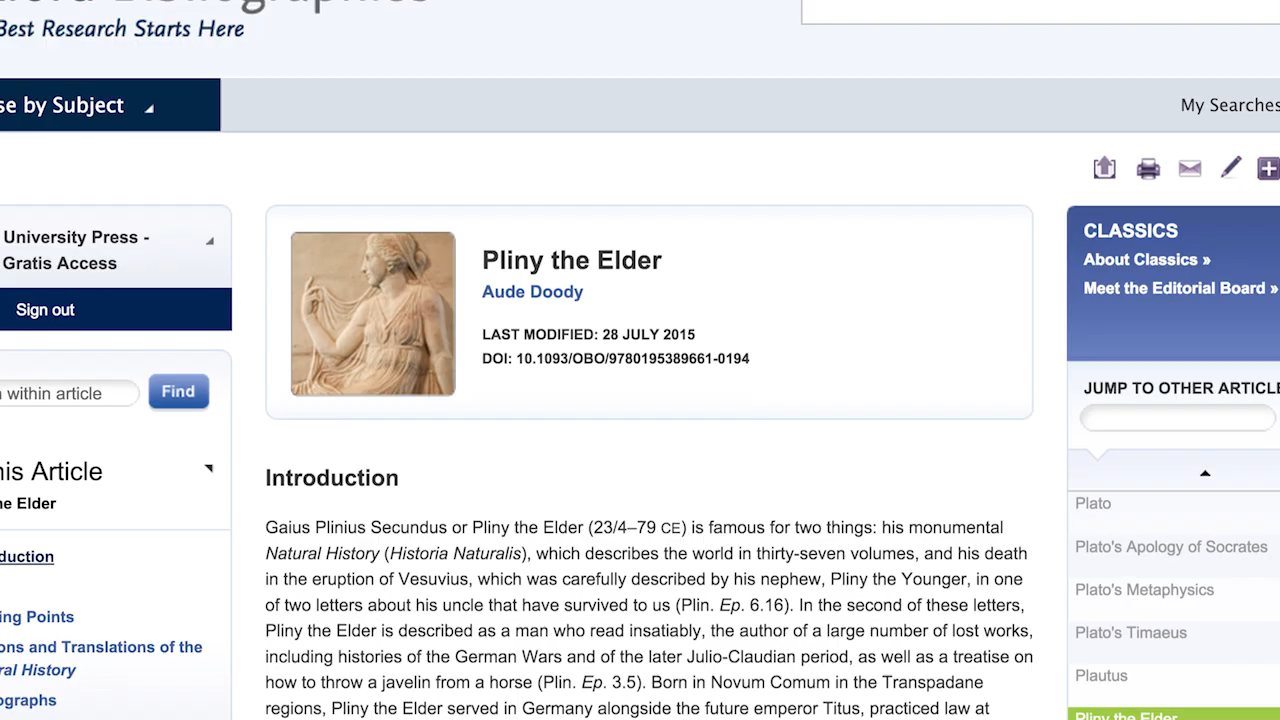 Best Research Starts Here
se by Subject
My Searches
University Press -
Gratis Access
Sign out
within article
Find
his Article
he Elder
duction
ing Points
ons and Translations of the
ral History
ographs
Pliny the Elder
Aude Doody
LAST MODIFIED: 28 JULY 2015
DOI: 10.1093/OBO/9780195389661-0194
Introduction
Gaius Plinius Secundus or Pliny the Elder (23/4–79 CE) is famous for two things: his monumental
Natural History (Historia Naturalis), which describes the world in thirty-seven volumes, and his death
in the eruption of Vesuvius, which was carefully described by his nephew, Pliny the Younger, in one
of two letters about his uncle that have survived to us (Plin. Ep. 6.16). In the second of these letters,
Pliny the Elder is described as a man who read insatiably, the author of a large number of lost works,
including histories of the German Wars and of the later Julio-Claudian period, as well as a treatise on
how to throw a javelin from a horse (Plin. Ep. 3.5). Born in Novum Comum in the Transpadane
regions, Pliny the Elder served in Germany alongside the future emperor Titus, practiced law at
CLASSICS
About Classics »
Meet the Editorial Board »
JUMP TO OTHER ARTICLE
Plato
Plato's Apology of Socrates
Plato's Metaphysics
Plato's Timaeus
Plautus
Pliny the Elder